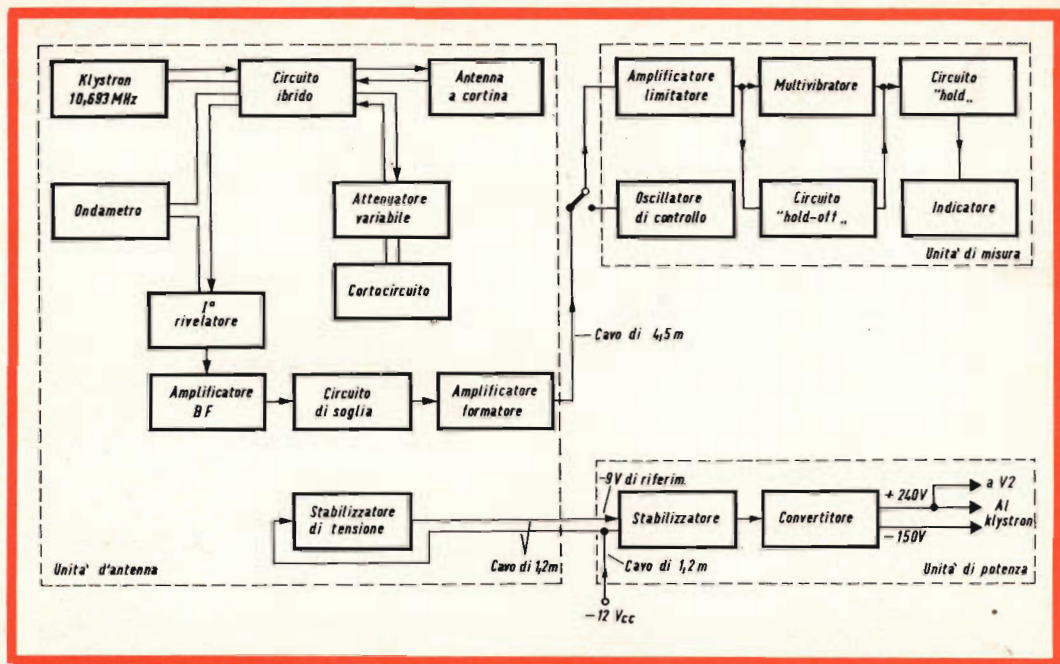 Klystron
10,693 MHz
Circuito
ibrido
Antenna
a cortina
Ondametro
Attenuatore
variabile
Cortocircuito
I° 
rivelatore
Amplificatore
BF
Circuito
di soglia
Amplificatore
formatore
Stabilizzatore
di tensione
Unita' d'antenna
Cavo di 1,2m
Amplificatore
limitatore
Multivibratore
Circuito
"hold„
Oscillatore
di controllo
Circuito
"hold-off„
Indicatore
Unita' di misura
Cavo di 4,5m
-9V di riferim.
Stabilizzatore
Convertitore
+240V
-150V
a V2
Al
klystron
Cavo di 1,2 m
Unita' di potenza
-12 Vcc